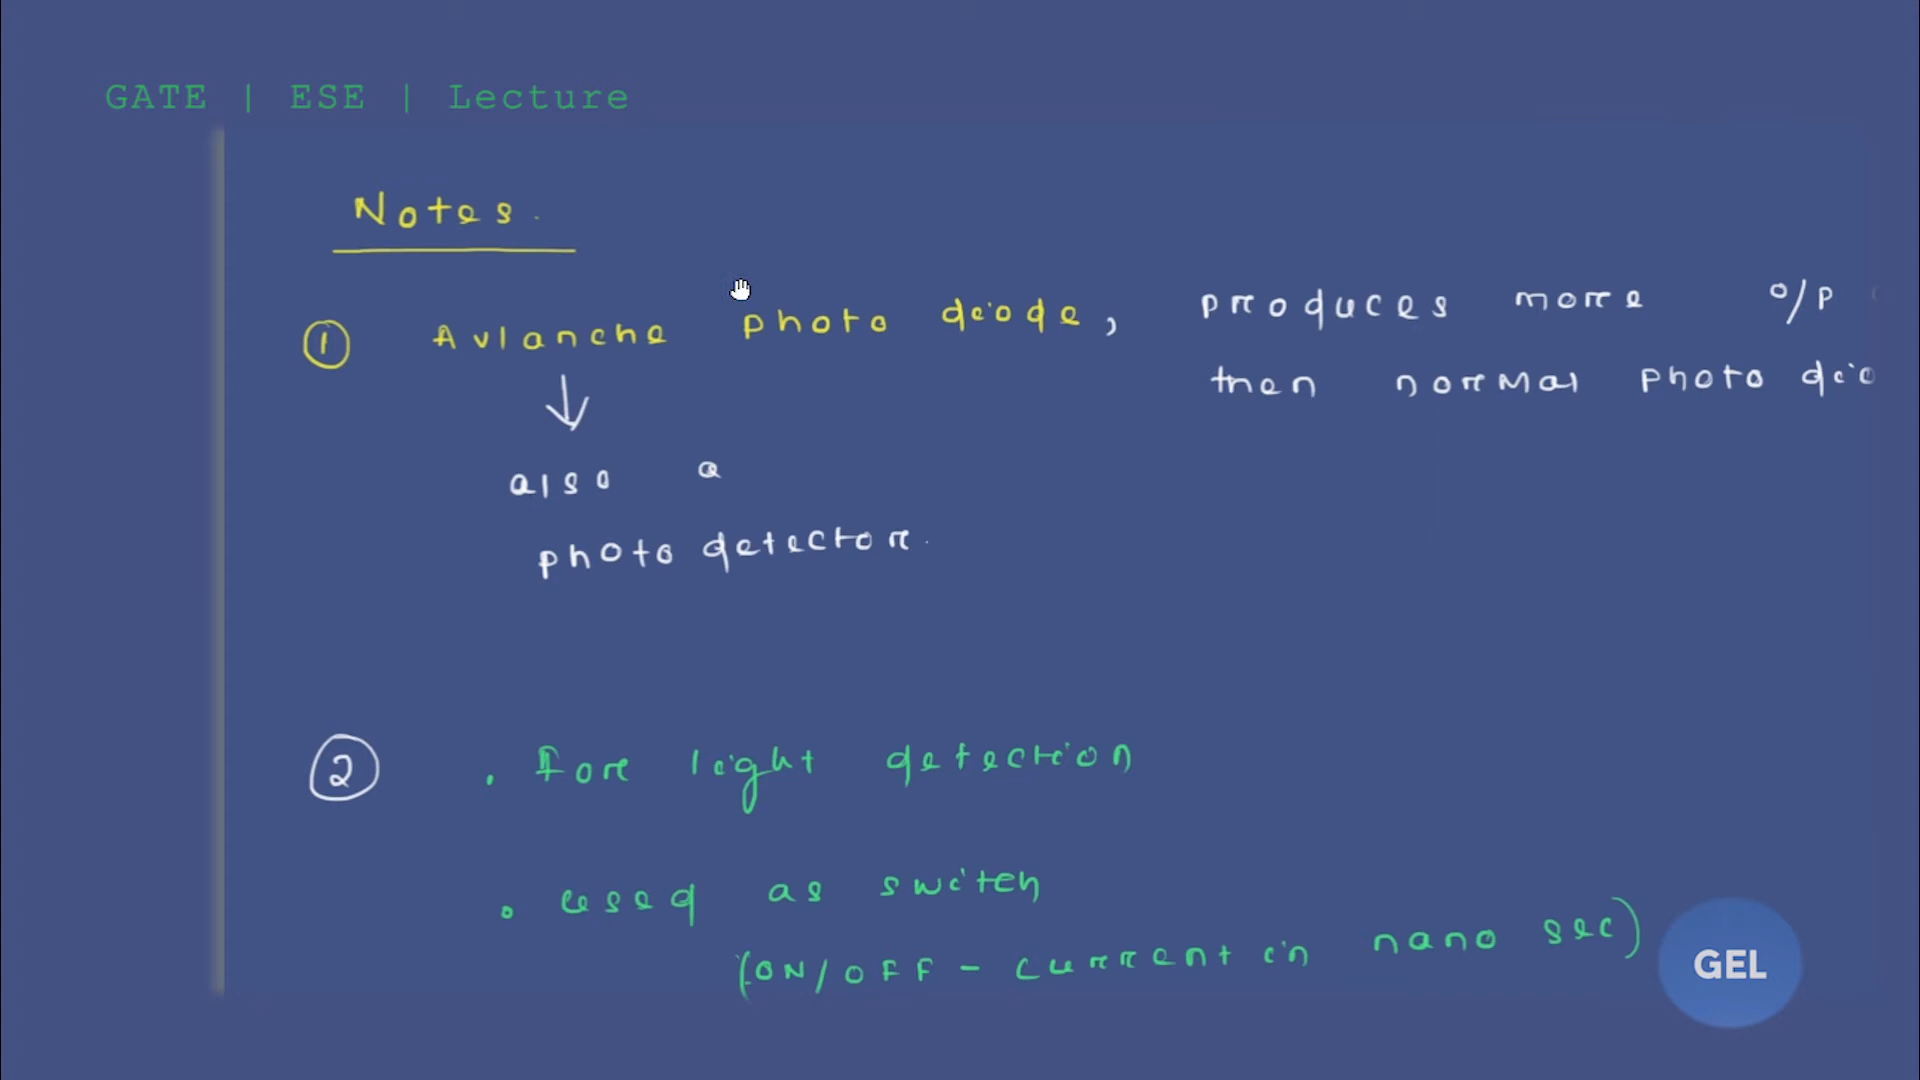 GATE | ESE | Lecture
Notes.
1 Avlanche photo diode, produces more o/p
then normal photo dio
also a
photo detector.
2 . for light detection
. used as switch
(ON/OFF - current in nano sec)
GEL